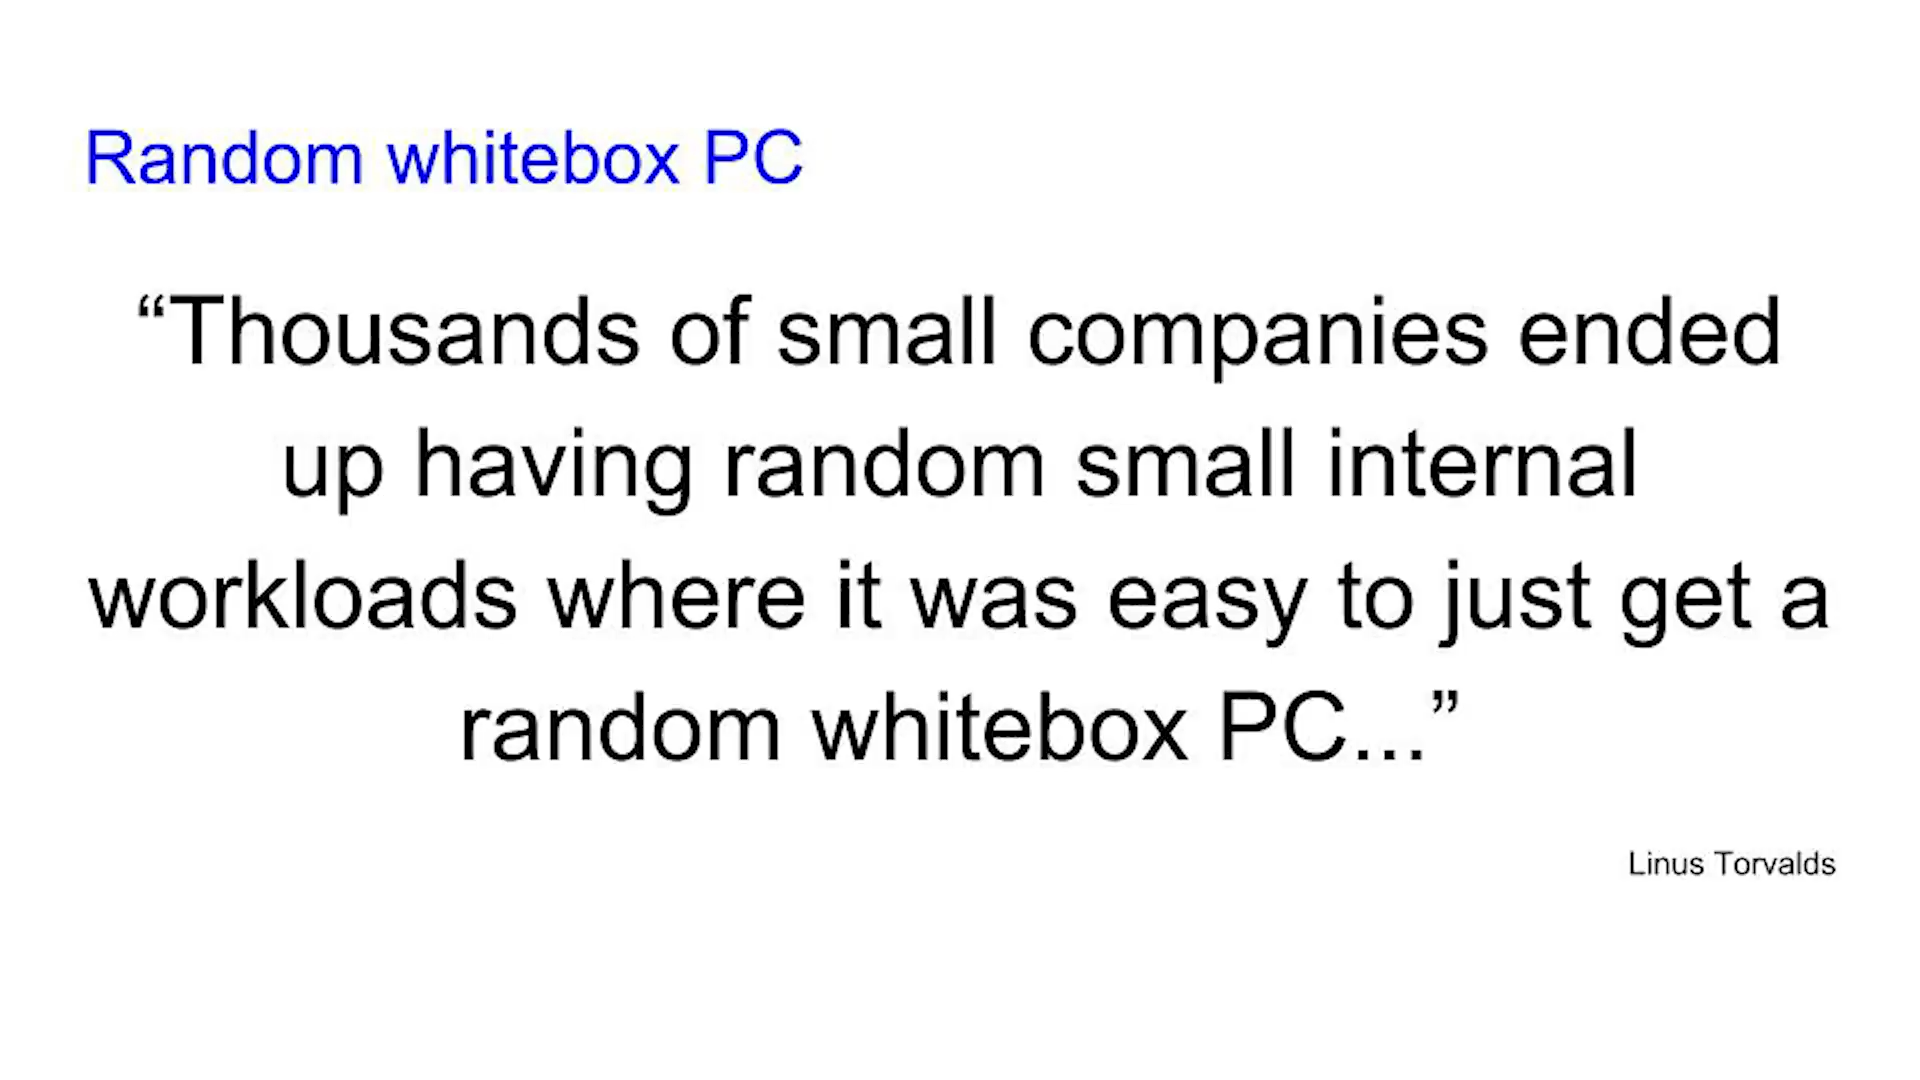 Random whitebox PC
“Thousands of small companies ended
up having random small internal
workloads where it was easy to just get a
random whitebox PC...”
Linus Torvalds